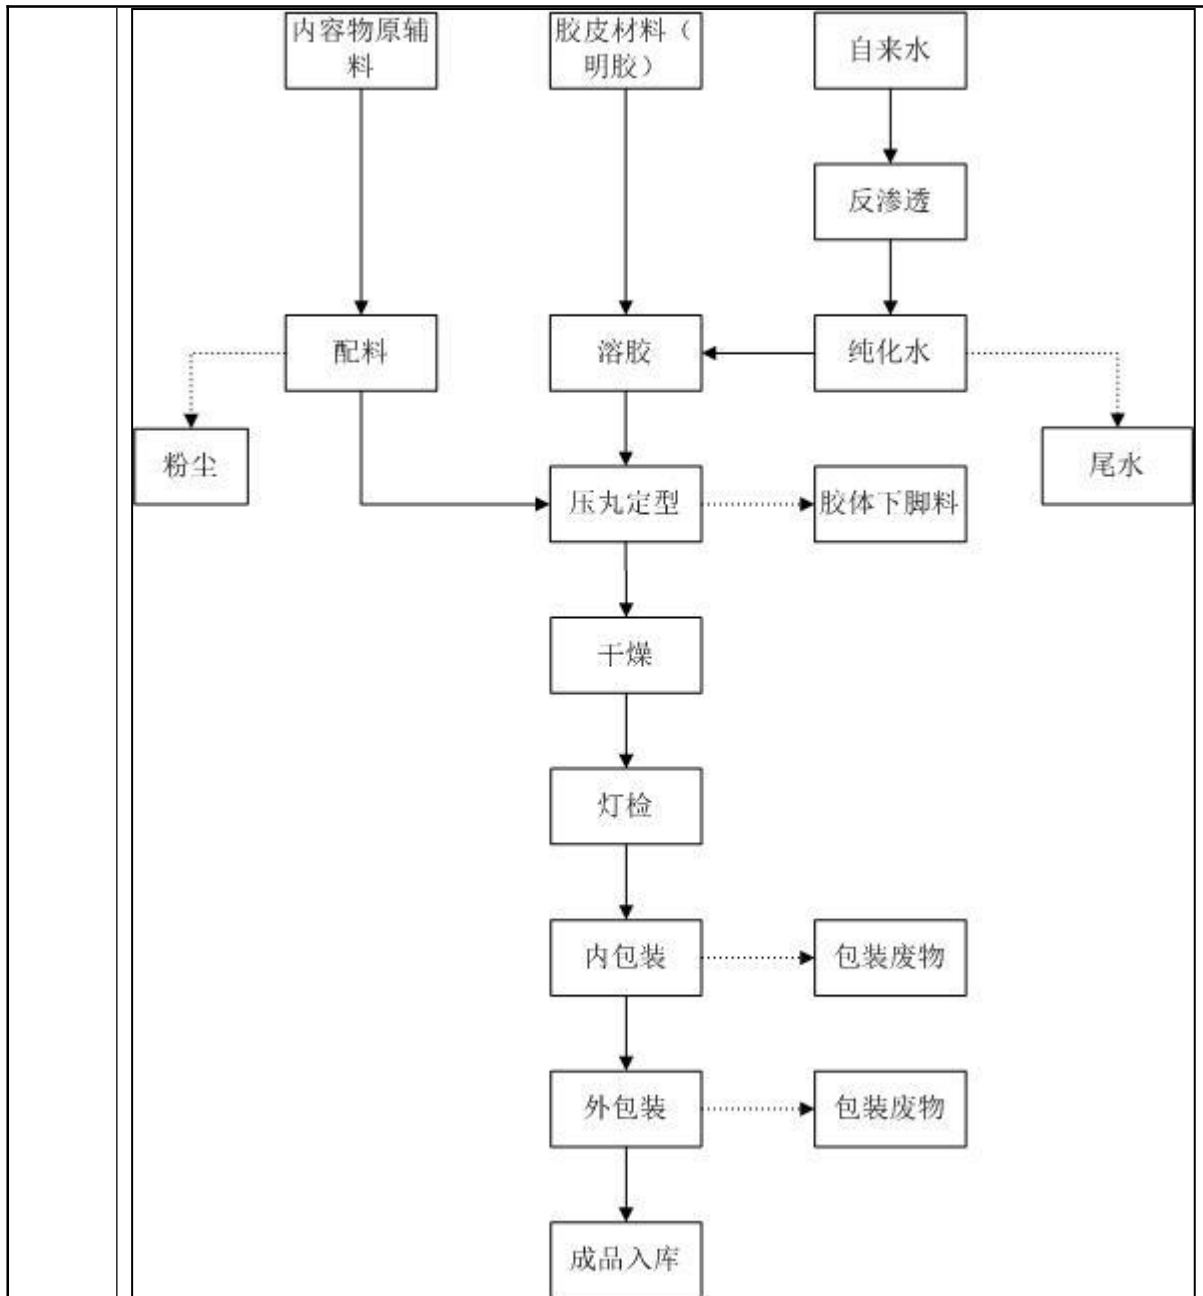 内容物原辅
料
胶皮材料（
明胶）
自来水
反渗透
配料
溶胶
纯化水
粉尘
压丸定型
胶体下脚料
尾水
干燥
灯检
内包装
包装废物
外包装
包装废物
成品入库